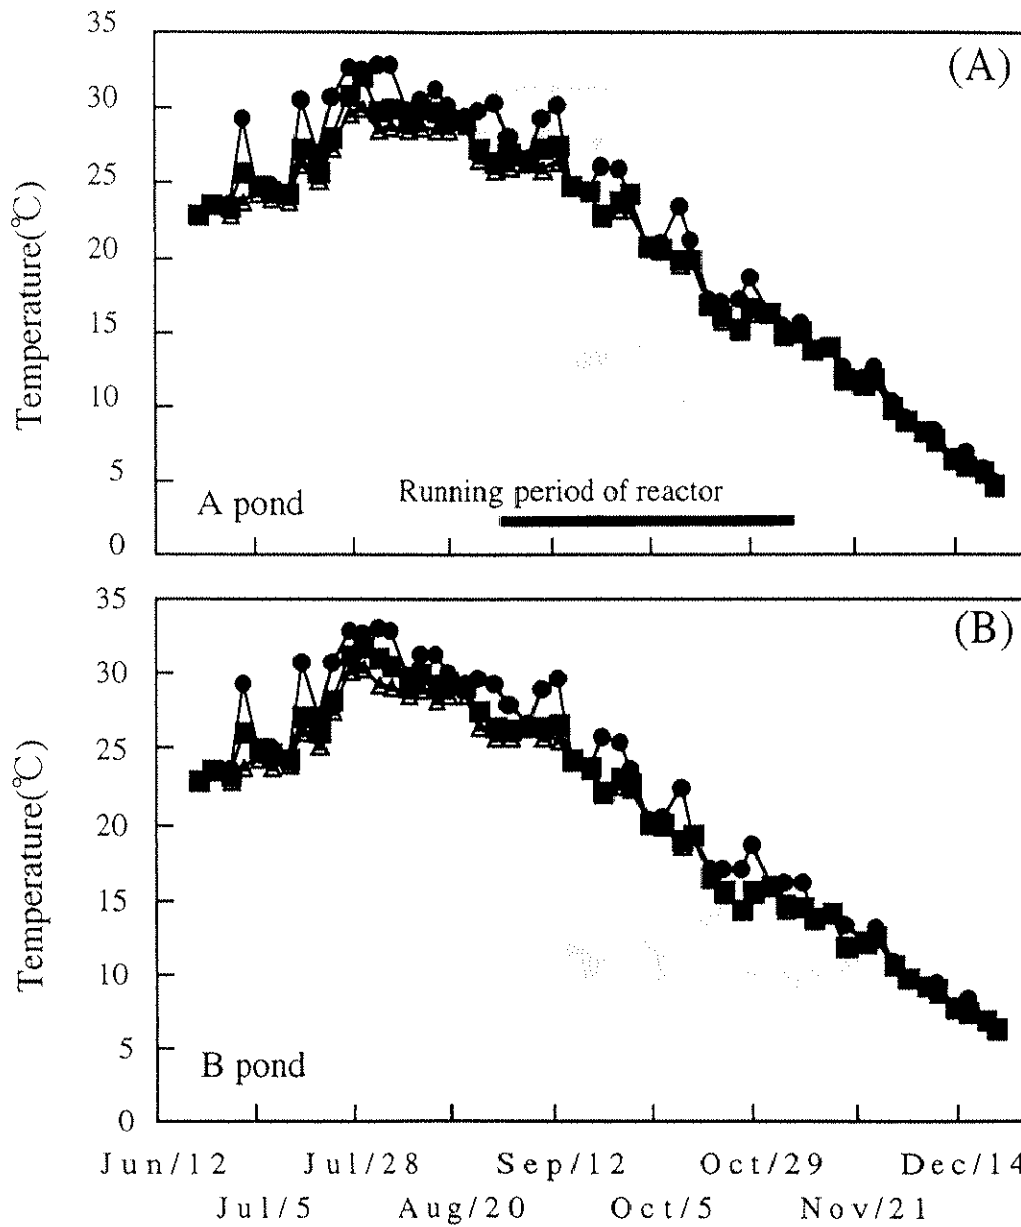 35
(A)
30
25
20
15
10
5
0
Temperature(℃)
Running period of reactor
A pond
35
(B)
30
25
20
15
10
5
0
Temperature(℃)
B pond
Jun/12 Jul/28 Sep/12 Oct/29 Dec/14
Jul/5 Aug/20 Oct/5 Nov/21